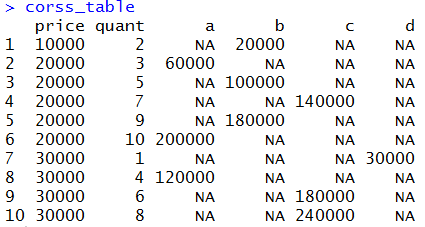 > corss_table
   price quant      a      b      c     d
1  10000     2     NA  20000     NA    NA
2  20000     3  60000     NA     NA    NA
3  20000     5     NA 100000     NA    NA
4  20000     7     NA     NA 140000    NA
5  20000     9     NA 180000     NA    NA
6  20000    10 200000     NA     NA    NA
7  30000     1     NA     NA     NA 30000
8  30000     4 120000     NA     NA    NA
9  30000     6     NA     NA 180000    NA
10 30000     8     NA     NA 240000    NA